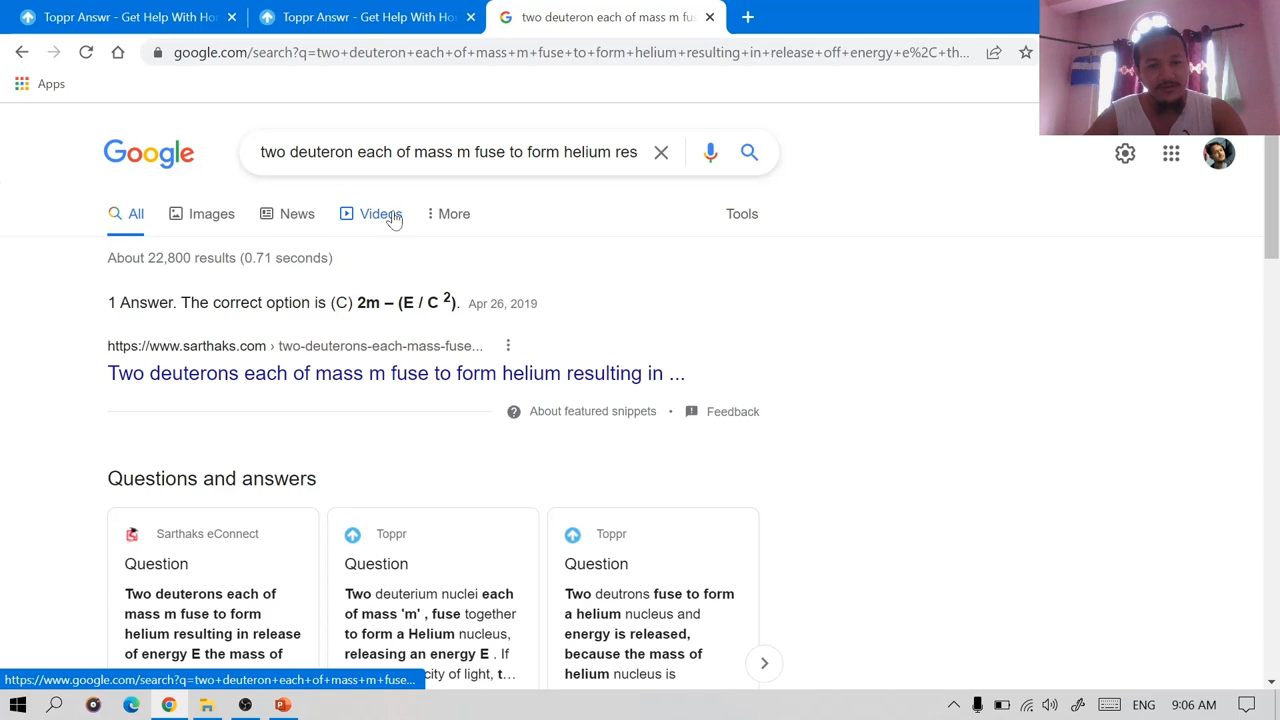 Toppr Answr - Get Help With Hor
Toppr Answr - Get Help With Hor
two deuteron each of mass m fus
google.com/search?q=two+deuteron+each+of+mass+m+fuse+to+form+helium+resulting+in+release+off+energy+e%2C+th...
Apps
Google
two deuteron each of mass m fuse to form helium res
All
Images
News
Videos
More
Tools
About 22,800 results (0.71 seconds)
1 Answer. The correct option is (C) 2m – (E / C ²). Apr 26, 2019
https://www.sarthaks.com › two-deuterons-each-mass-fuse...
Two deuterons each of mass m fuse to form helium resulting in ...
About featured snippets • Feedback
Questions and answers
Sarthaks eConnect
Question
Two deuterons each of
mass m fuse to form
helium resulting in release
of energy E the mass of
Toppr
Question
Two deuterium nuclei each
of mass 'm' , fuse together
to form a Helium nucleus,
releasing an energy E . If
city of light, t...
Toppr
Question
Two deutrons fuse to form
a helium nucleus and
energy is released,
because the mass of
helium nucleus is
https://www.google.com/search?q=two+deuteron+each+of+mass+m+fuse...
ENG
9:06 AM